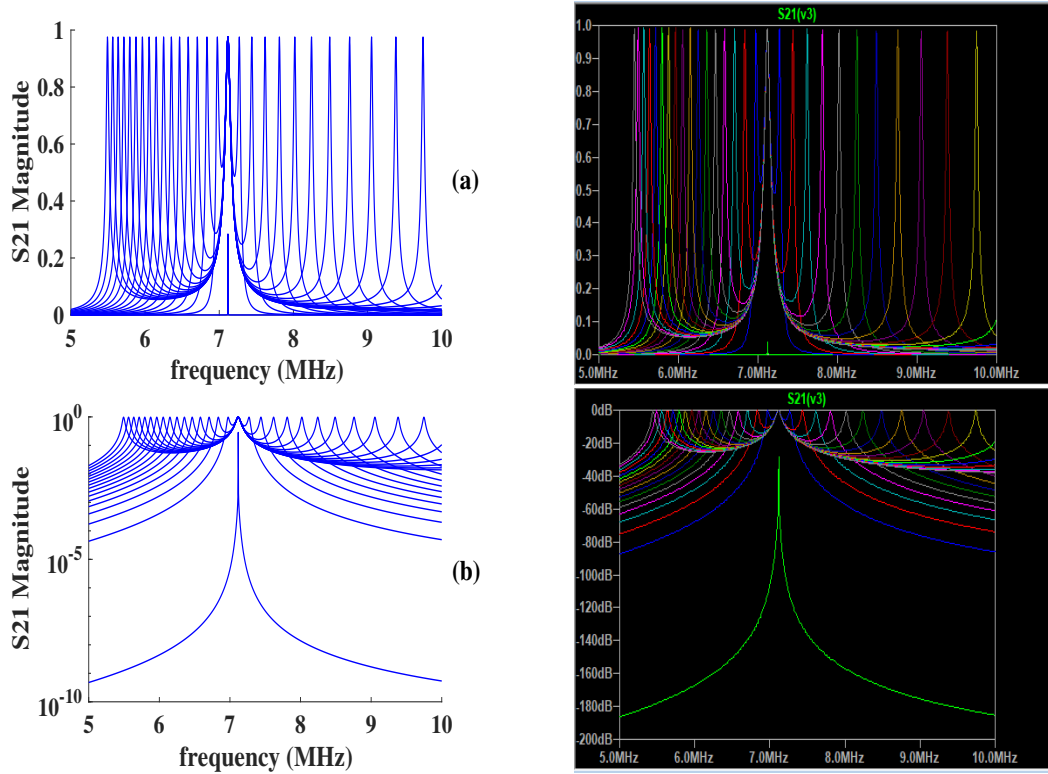 1
0.8
0.6
0.4
0.2
0
S21 Magnitude
5 6 7 8 9 10
frequency (MHz)
(a)
S21(v3)
1.0
0.9
0.8
0.7
0.6
0.5
0.4
0.3
0.2
0.1
0.0
5.0MHz 6.0MHz 7.0MHz 8.0MHz 9.0MHz 10.0MHz
10^0
10^-5
10^-10
S21 Magnitude
5 6 7 8 9 10
frequency (MHz)
(b)
S21(v3)
0dB
-20dB
-40dB
-60dB
-80dB
-100dB
-120dB
-140dB
-160dB
-180dB
-200dB
5.0MHz 6.0MHz 7.0MHz 8.0MHz 9.0MHz 10.0MHz